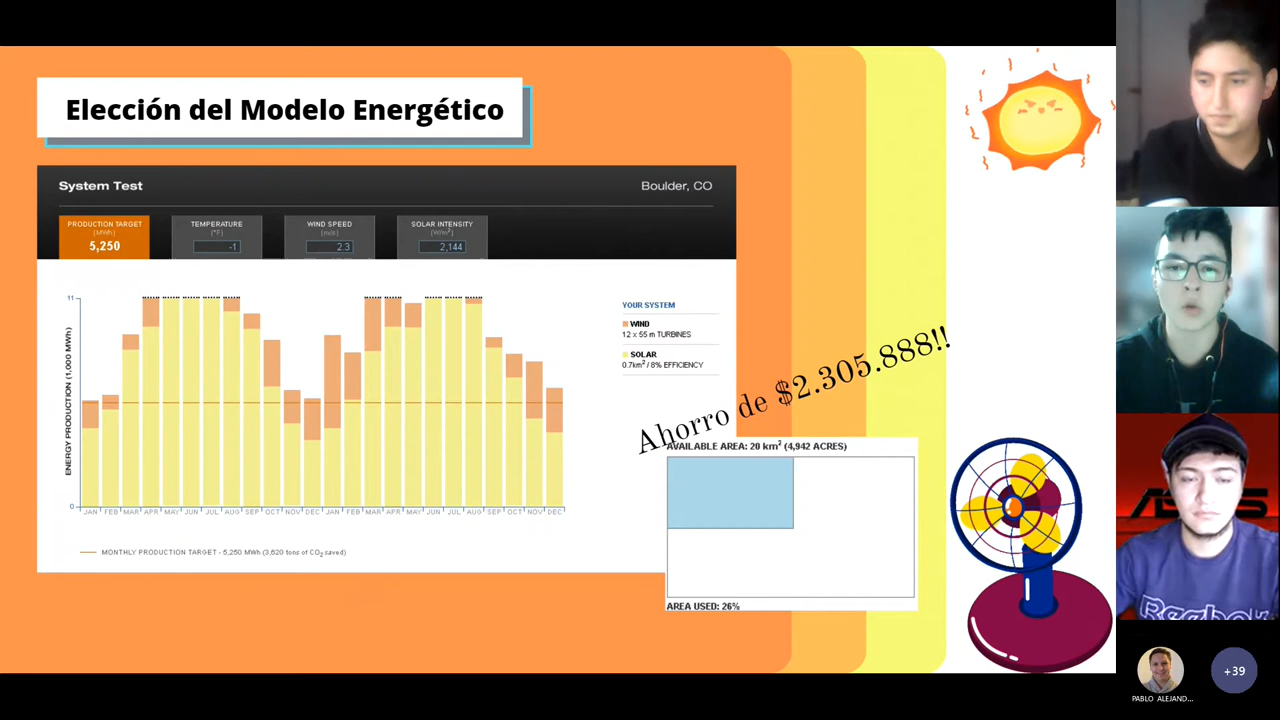 Elección del Modelo Energético
System Test
Boulder, CO
PRODUCTION TARGET
(MWh)
5,250
TEMPERATURE
(°F)
-1
WIND SPEED
(m/s)
2.3
SOLAR INTENSITY
(W/m²)
2,144
11
ENERGY PRODUCTION (1,000 MWh)
0
JAN FEB MAR APR MAY JUN JUL AUG SEP OCT NOV DEC JAN FEB MAR APR MAY JUN JUL AUG SEP OCT NOV DEC
MONTHLY PRODUCTION TARGET - 5,250 MWh (3,620 tons of CO₂ saved)
YOUR SYSTEM
WIND
12 x 55 m TURBINES
SOLAR
0.7km² / 8% EFFICIENCY
Ahorro de $2.305.888!!
AVAILABLE AREA: 20 km² (4,942 ACRES)
AREA USED: 26%
Reebok
PABLO ALEJAND...
+39